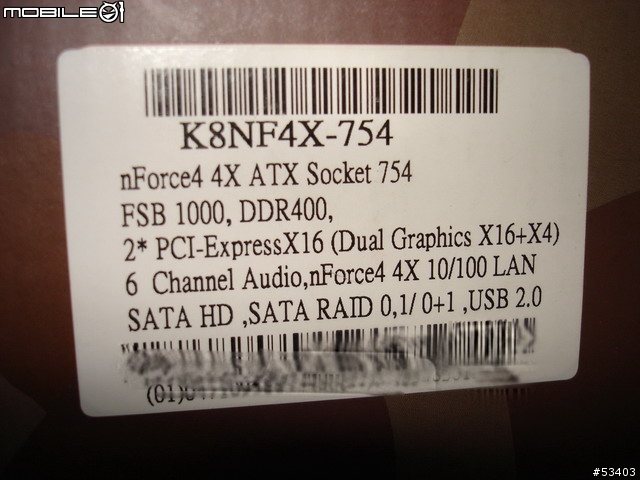 MOBILE01
K8NF4X-754
nForce4 4X ATX Socket 754
FSB 1000, DDR400,
2* PCI-ExpressX16 (Dual Graphics X16+X4)
6 Channel Audio,nForce4 4X 10/100 LAN
SATA HD ,SATA RAID 0,1/ 0+1 ,USB 2.0
#53403